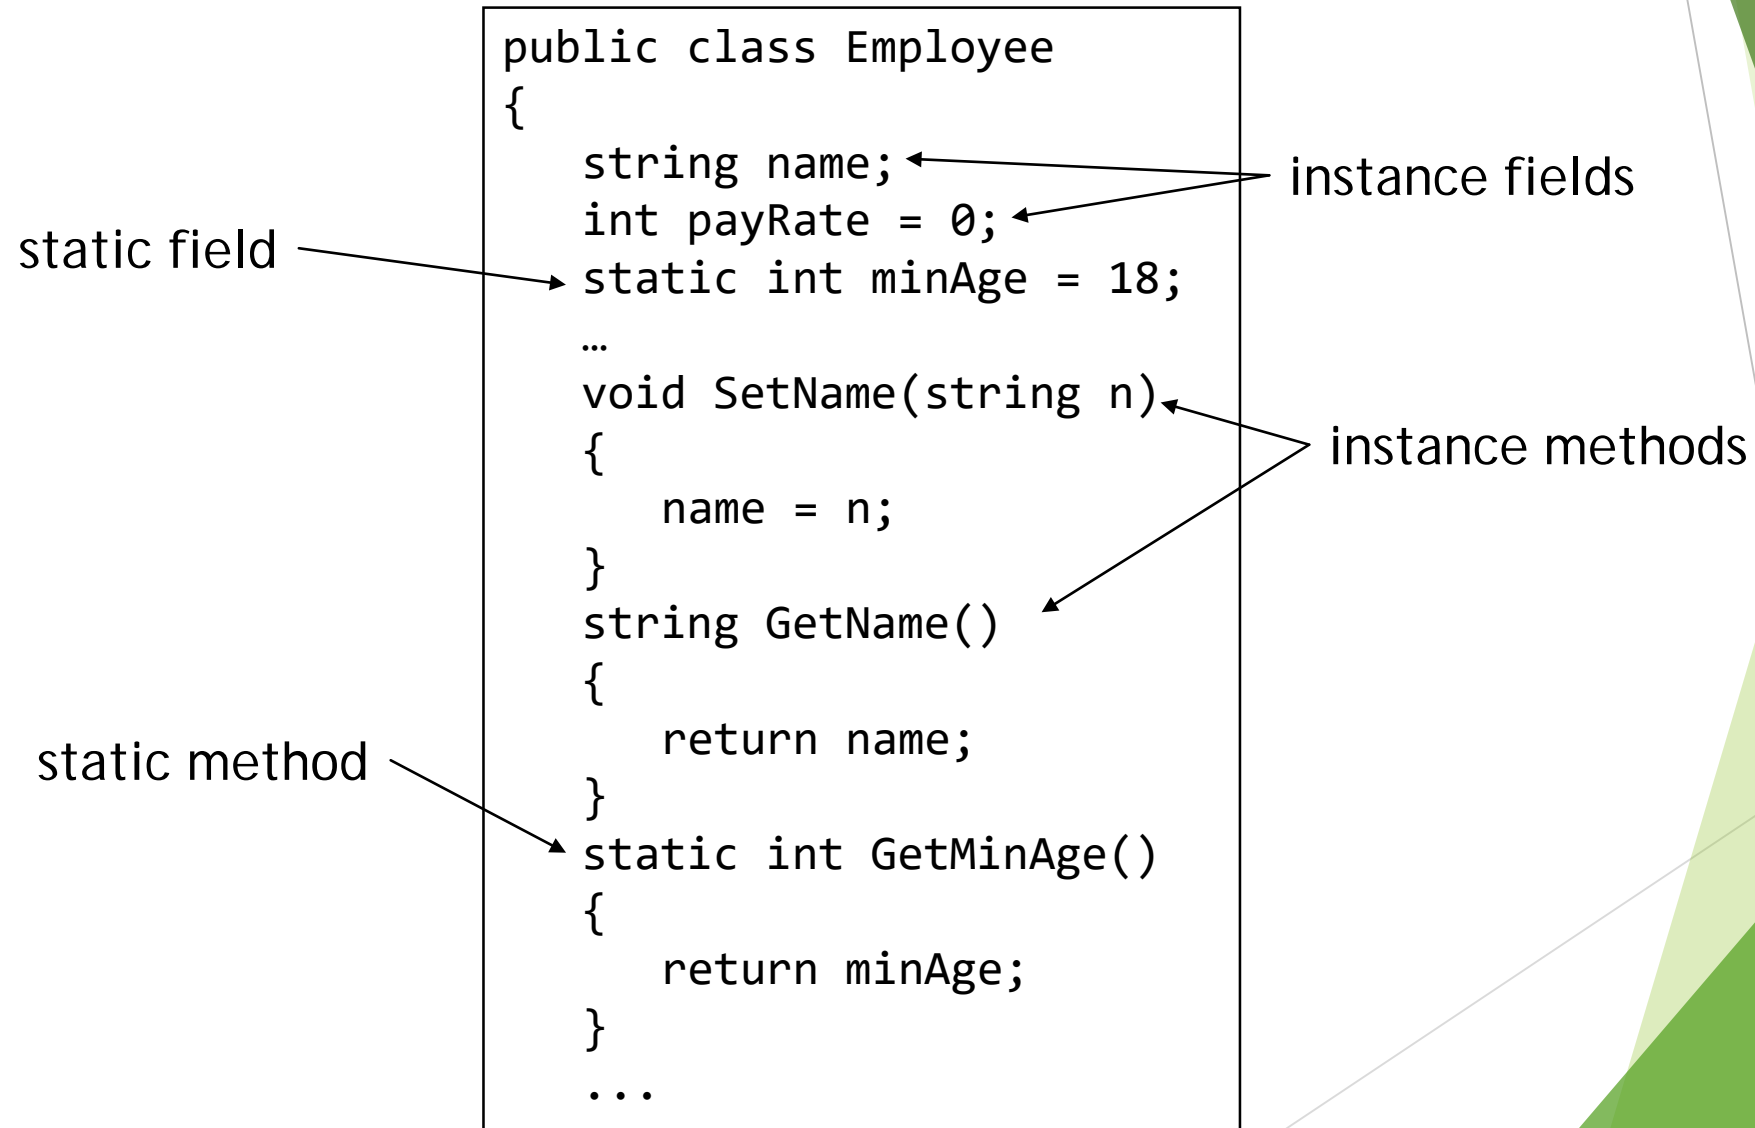 public class Employee
{
string name;
instance fields
int payRate = 0;
static field
static int minAge = 18;
…
void SetName(string n)
{
instance methods
name = n;
}
string GetName()
{
return name;
static method
}
static int GetMinAge()
{
return minAge;
}
...